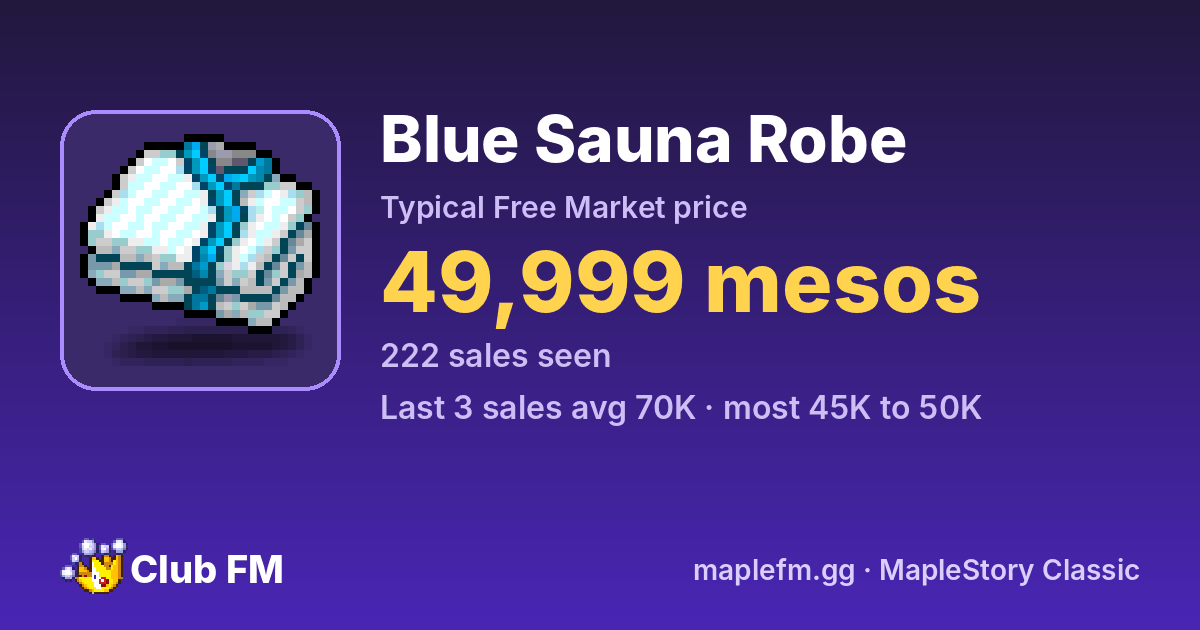 Blue Sauna Robe
Typical Free Market price
49,999 mesos
222 sales seen
Last 3 sales avg 70K · most 45K to 50K
Club FM
maplefm.gg · MapleStory Classic